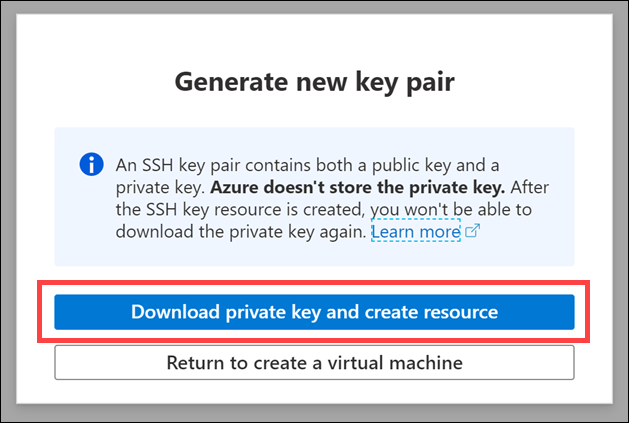 Generate new key pair
An SSH key pair contains both a public key and a
private key. Azure doesn't store the private key. After
the SSH key resource is created, you won't be able to
download the private key again. Learn more
Download private key and create resource
Return to create a virtual machine